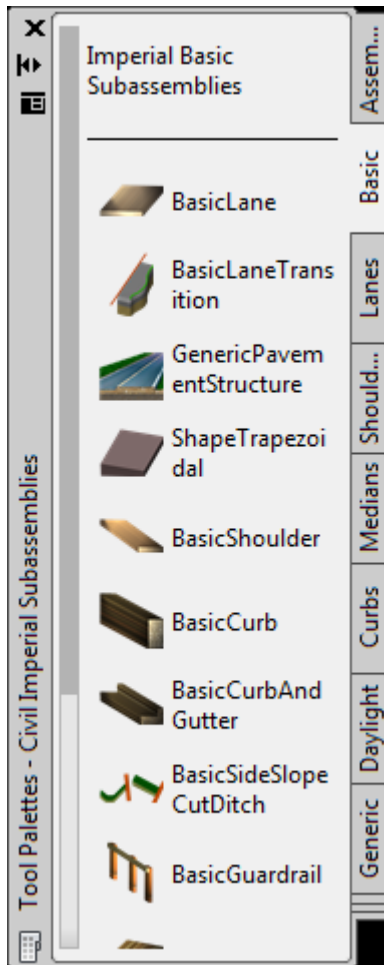 Imperial Basic
Subassemblies
BasicLane
BasicLaneTrans
ition
GenericPavem
entStructure
ShapeTrapezoi
dal
BasicShoulder
BasicCurb
BasicCurbAnd
Gutter
BasicSideSlope
CutDitch
BasicGuardrail
Assem...
Basic
Lanes
Should...
Medians
Curbs
Daylight
Generic
Tool Palettes - Civil Imperial Subassemblies